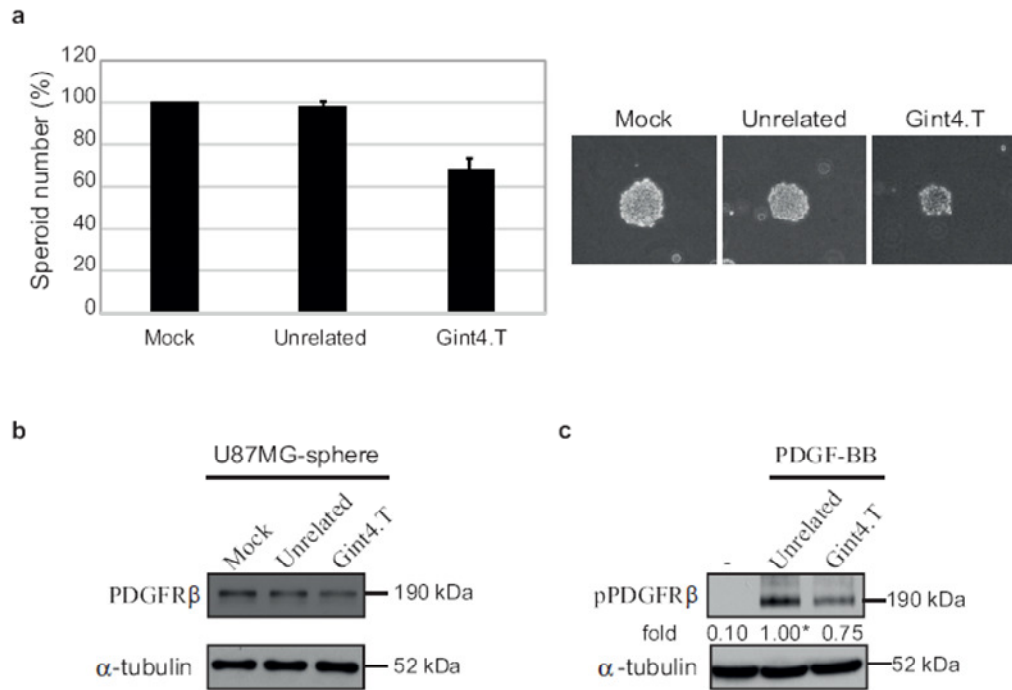 a
120
100
80
60
40
20
0
Speroid number (%)
Mock Unrelated Gint4.T
Mock Unrelated Gint4.T
b
U87MG-sphere
Mock Unrelated Gint4.T
PDGFRβ 190 kDa
α-tubulin 52 kDa
c
PDGF-BB
- Unrelated Gint4.T
pPDGFRβ 190 kDa
fold 0.10 1.00* 0.75
α-tubulin 52 kDa